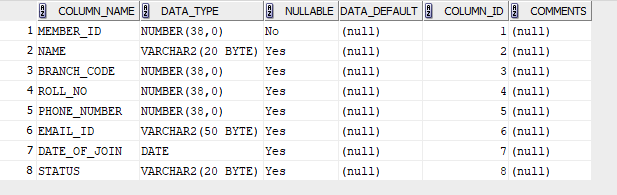 COLUMN_NAME DATA_TYPE NULLABLE DATA_DEFAULT COLUMN_ID COMMENTS
1 MEMBER_ID NUMBER(38,0) No (null) 1 (null)
2 NAME VARCHAR2(20 BYTE) Yes (null) 2 (null)
3 BRANCH_CODE NUMBER(38,0) Yes (null) 3 (null)
4 ROLL_NO NUMBER(38,0) Yes (null) 4 (null)
5 PHONE_NUMBER NUMBER(38,0) Yes (null) 5 (null)
6 EMAIL_ID VARCHAR2(50 BYTE) Yes (null) 6 (null)
7 DATE_OF_JOIN DATE Yes (null) 7 (null)
8 STATUS VARCHAR2(20 BYTE) Yes (null) 8 (null)